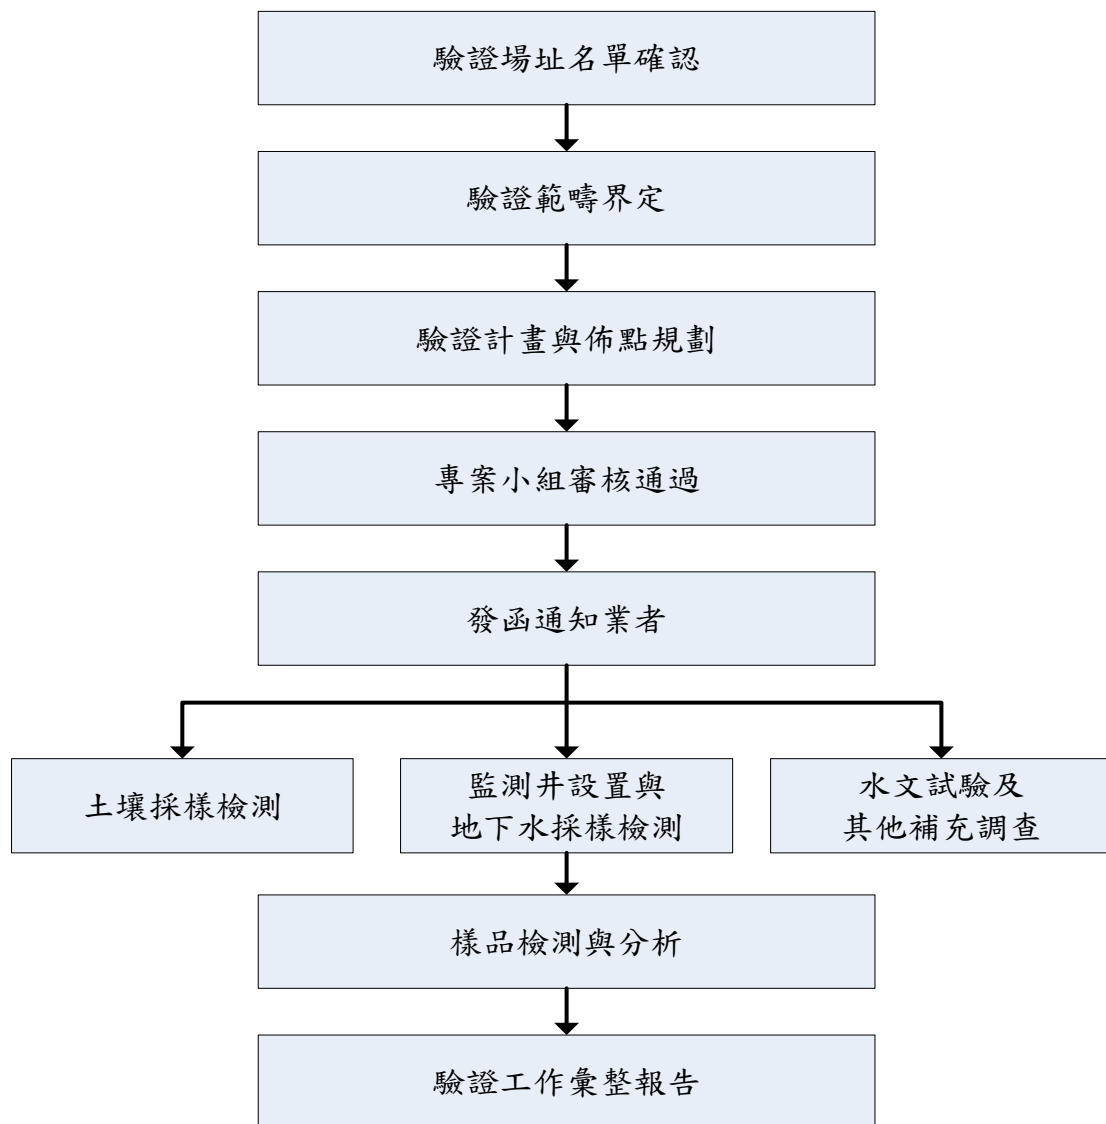 驗證場址名單確認
驗證範疇界定
驗證計畫與佈點規劃
專案小組審核通過
發函通知業者
土壤採樣檢測
監測井設置與
地下水採樣檢測
水文試驗及
其他補充調查
樣品檢測與分析
驗證工作彙整報告